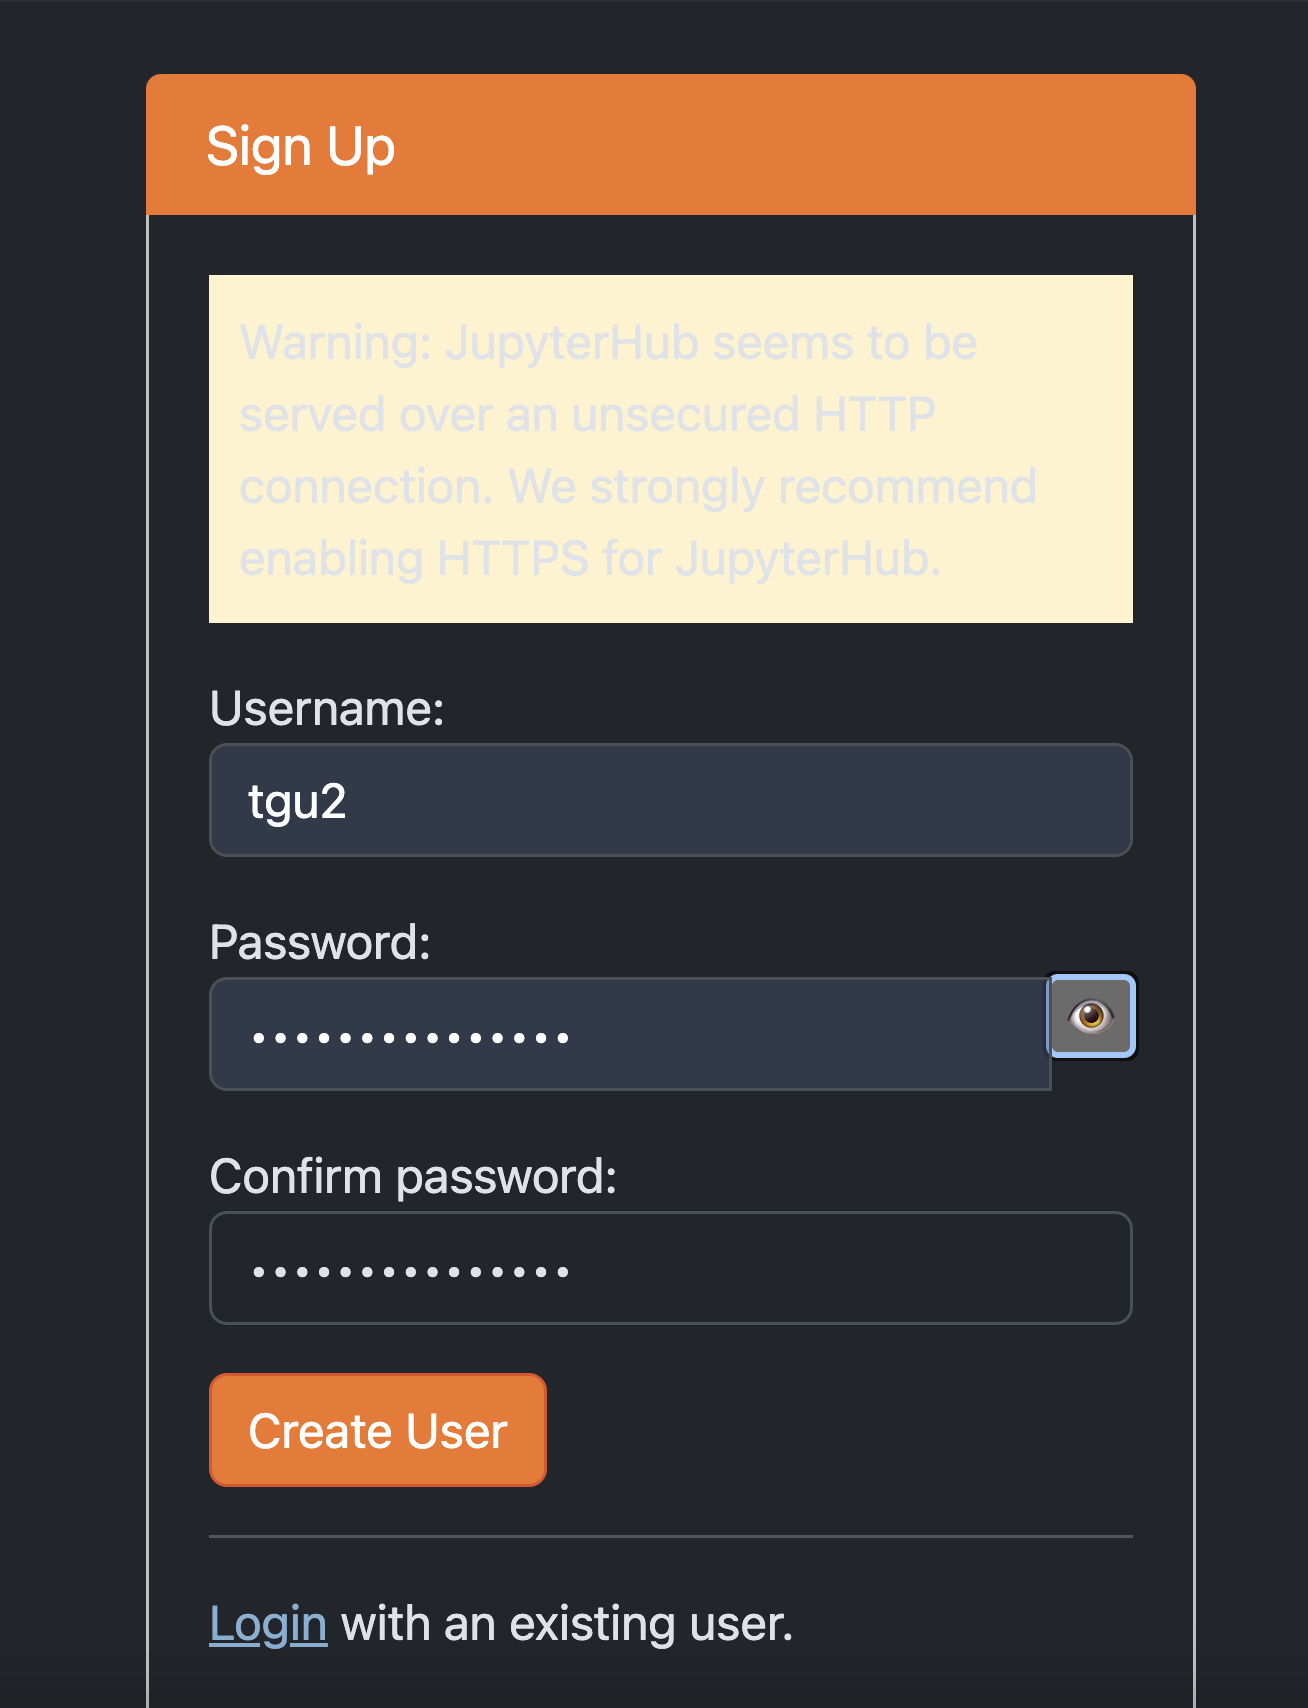 Sign Up
Warning: JupyterHub seems to be
served over an unsecured HTTP
connection. We strongly recommend
enabling HTTPS for JupyterHub.
Username:
tgu2
Password:
•••••••••••••••
Confirm password:
•••••••••••••••
Create User
Login with an existing user.